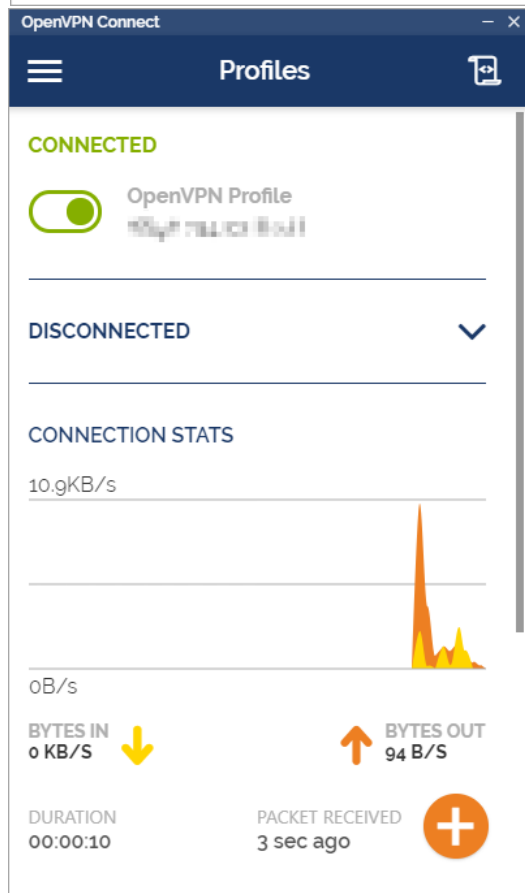 OpenVPN Connect
Profiles
CONNECTED
OpenVPN Profile
DISCONNECTED
CONNECTION STATS
10.9KB/s
0B/s
BYTES IN
0 KB/S
BYTES OUT
94 B/S
DURATION
00:00:10
PACKET RECEIVED
3 sec ago